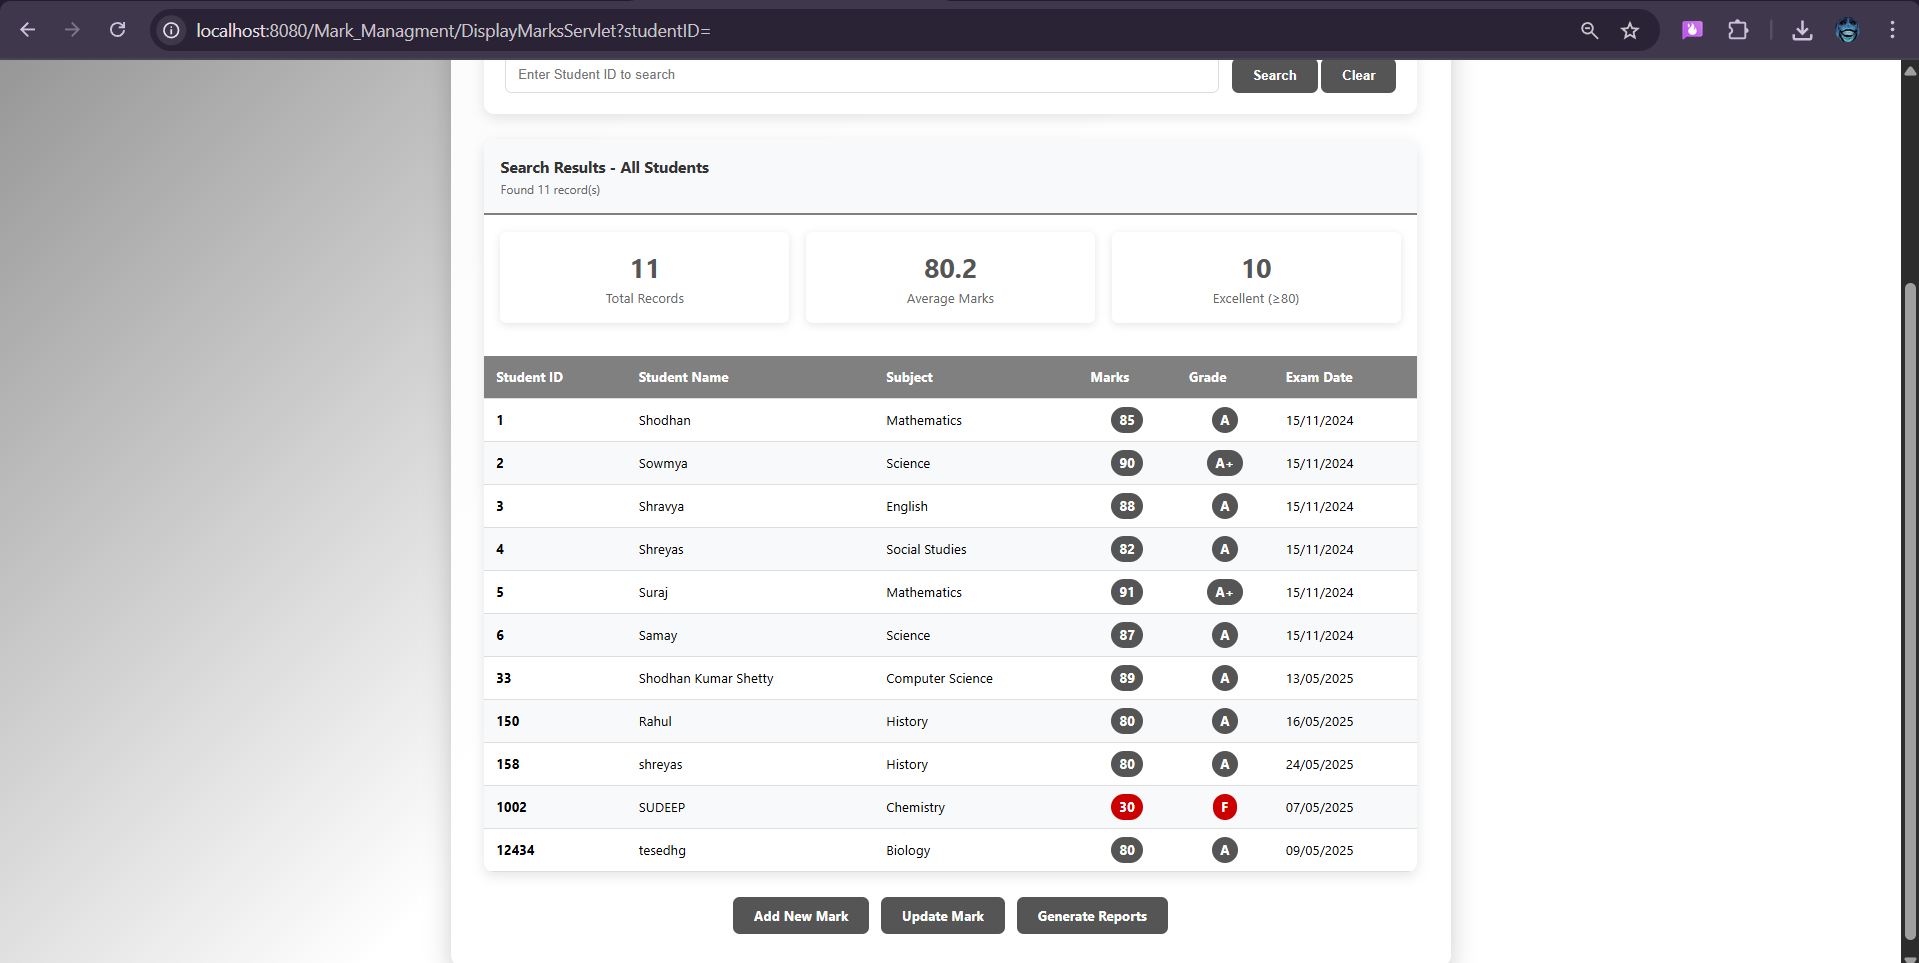 localhost:8080/Mark_Managment/DisplayMarksServlet?studentID=
Enter Student ID to search Search Clear
Search Results - All Students
Found 11 record(s)
11 80.2 10
Total Records Average Marks Excellent (≥80)
Student ID Student Name Subject Marks Grade Exam Date
1 Shodhan Mathematics 85 A 15/11/2024
2 Sowmya Science 90 A+ 15/11/2024
3 Shravya English 88 A 15/11/2024
4 Shreyas Social Studies 82 A 15/11/2024
5 Suraj Mathematics 91 A+ 15/11/2024
6 Samay Science 87 A 15/11/2024
33 Shodhan Kumar Shetty Computer Science 89 A 13/05/2025
150 Rahul History 80 A 16/05/2025
158 shreyas History 80 A 24/05/2025
1002 SUDEEP Chemistry 30 F 07/05/2025
12434 tesedhg Biology 80 A 09/05/2025
Add New Mark Update Mark Generate Reports